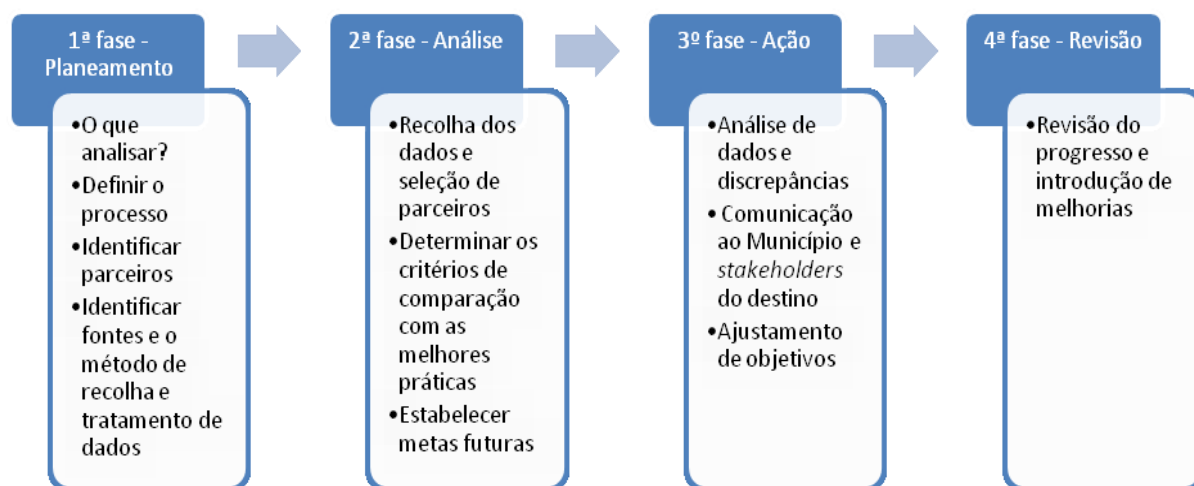 1ª fase -
Planeamento
•O que
analisar?
•Definir o
processo
•Identificar
parceiros
•Identificar
fontes e o
método de
recolha e
tratamento de
dados
2ª fase - Análise
•Recolha dos
dados e
seleção de
parceiros
•Determinar os
critérios de
comparação
com as
melhores
práticas
•Estabelecer
metas futuras
3º fase - Ação
•Análise de
dados e
discrepâncias
• Comunicação
ao Município e
stakeholders
do destino
•Ajustamento
de objetivos
4ª fase - Revisão
•Revisão do
progresso e
introdução de
melhorias